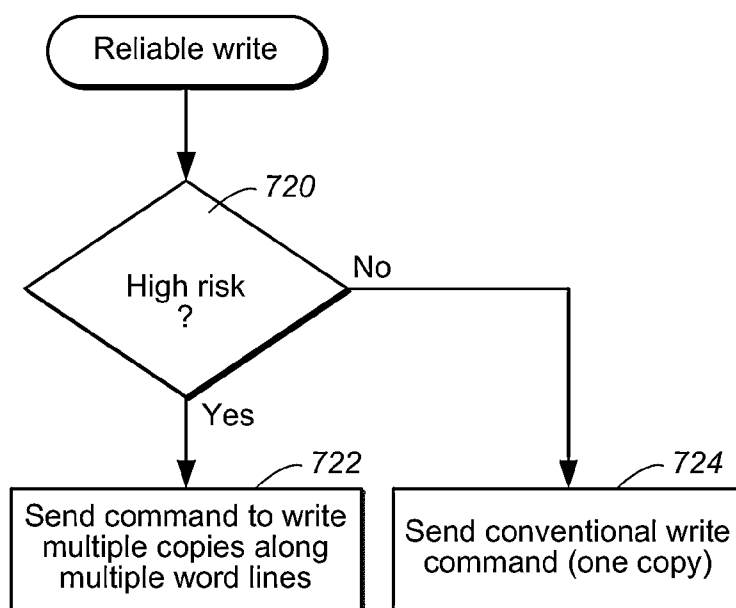 Reliable write
720
High risk
?
No
Yes
722
724
Send command to write
multiple copies along
multiple word lines
Send conventional write
command (one copy)